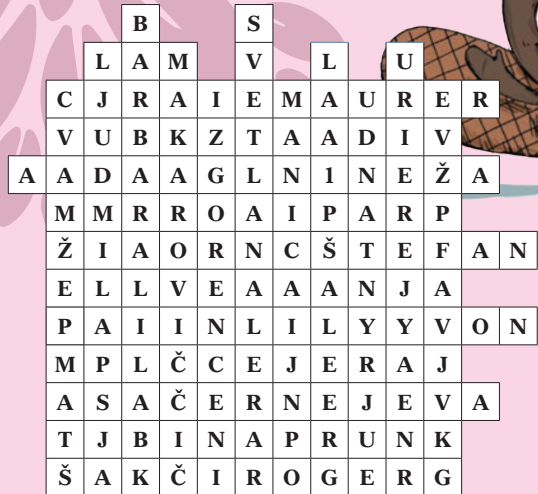 B S
L A M V L U
C J R A I E M A U R E R
V U B K Z T A A D I V
A A D A A G L N 1 N E Ž A
M M R R O A I P A R P
Ž I A O R N C Š T E F A N
E L L V E A A A N J A
P A I I N L I L Y Y V O N
M P L Č C E J E R A J
A S A Č E R N E J E V A
T J B I N A P R U N K
Š A K Č I R O G E R G